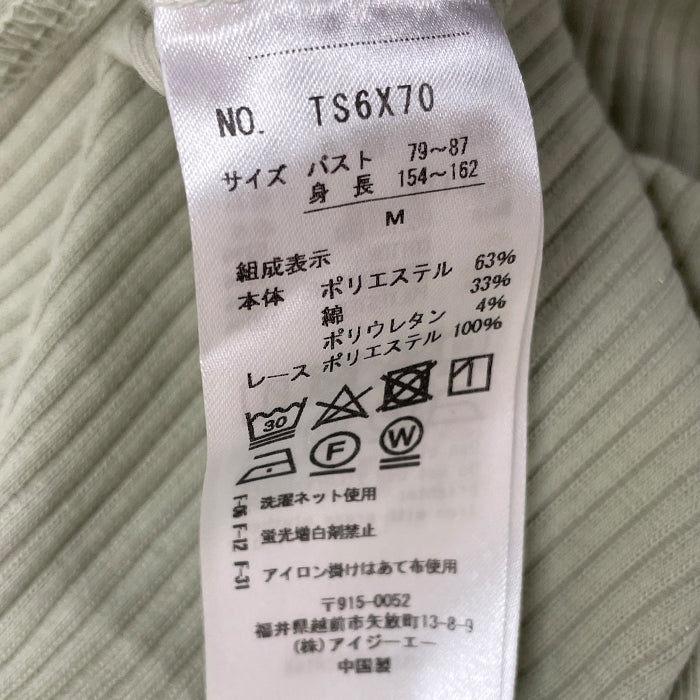 NO. TS6X70
サイズ バスト 79～87
身 長 154～162
M
組成表示
本体 ポリエステル 63%
綿 33%
ポリウレタン 4%
レース ポリエステル 100%
30
F W
F-06 洗濯ネット使用
F-12 蛍光増白剤禁止
F-31 アイロン掛けはあて布使用
〒915-0052
福井県越前市矢放町13-8-9
(株)アイジーエー
中国製